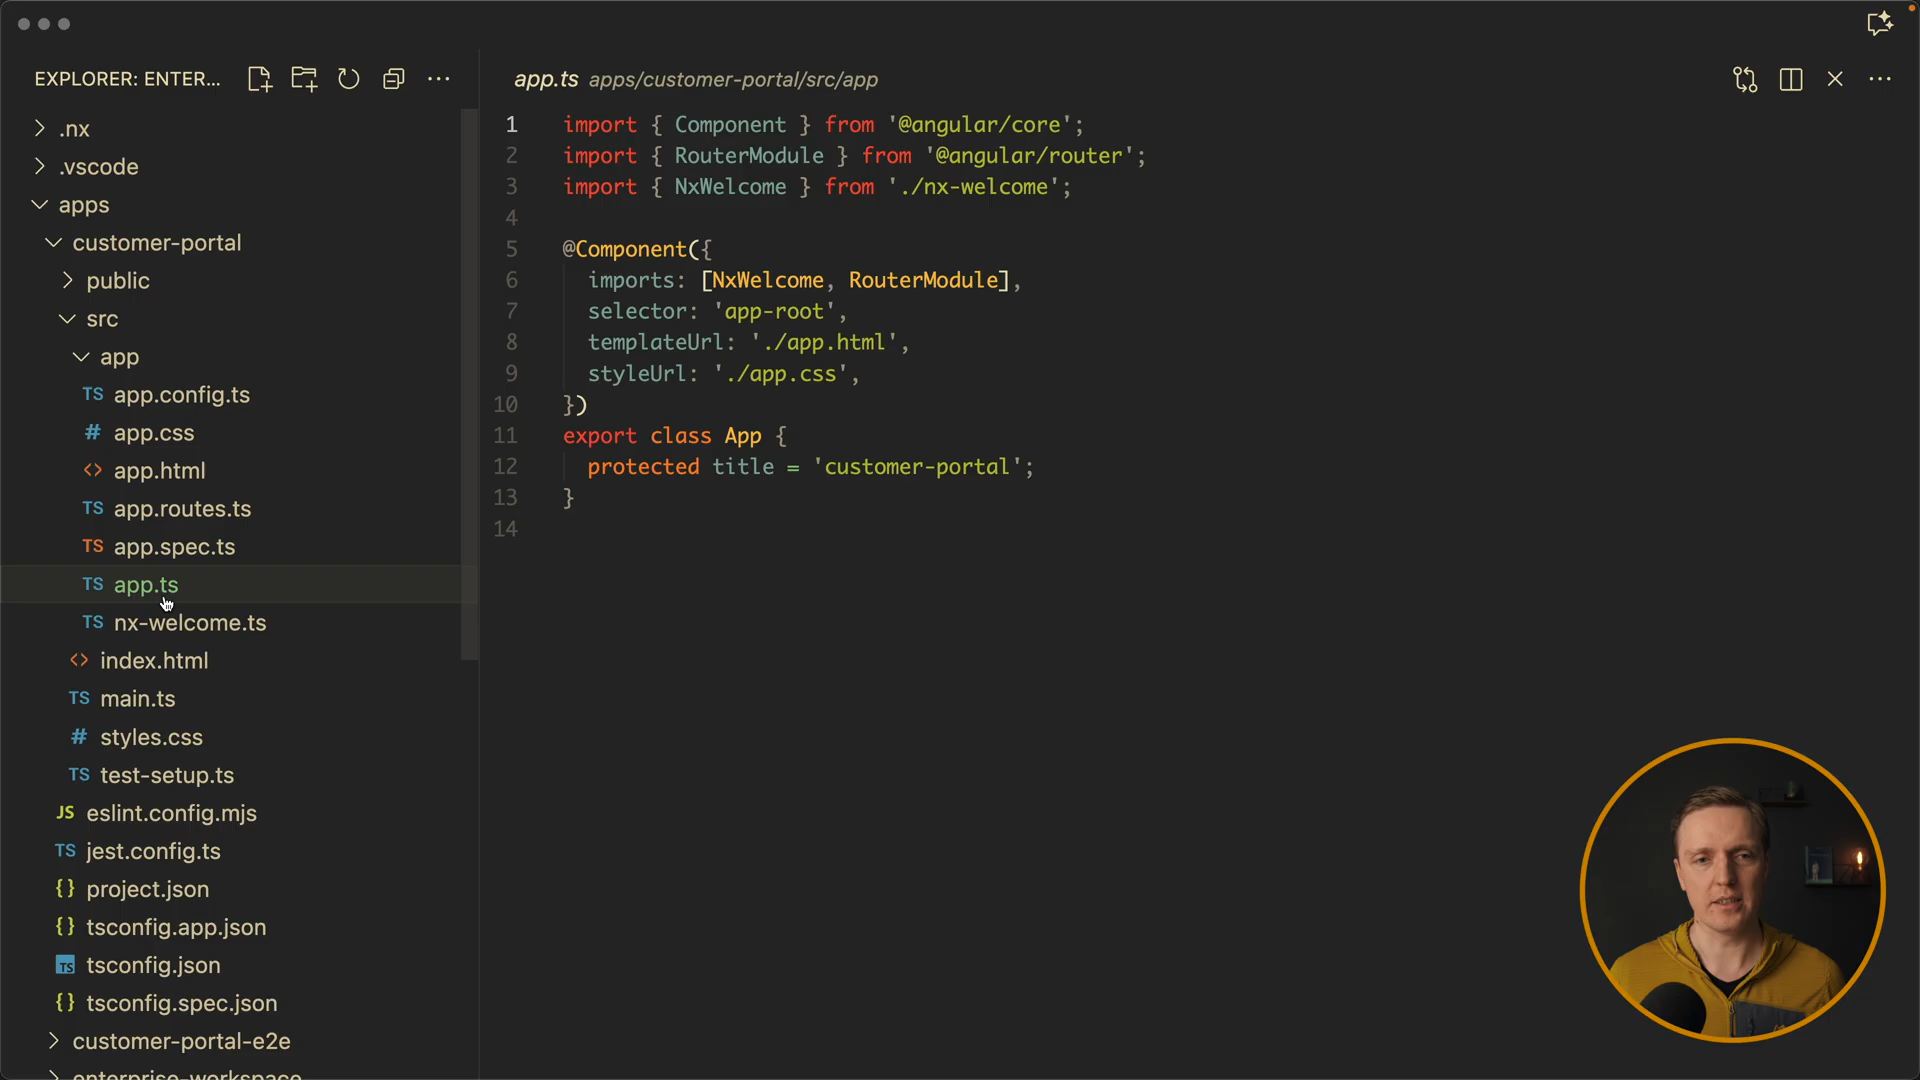 EXPLORER: ENTER...
.nx
.vscode
apps
customer-portal
public
src
app
TS app.config.ts
# app.css
<> app.html
TS app.routes.ts
TS app.spec.ts
TS app.ts
TS nx-welcome.ts
<> index.html
TS main.ts
# styles.css
TS test-setup.ts
JS eslint.config.mjs
TS jest.config.ts
{} project.json
{} tsconfig.app.json
TS tsconfig.json
{} tsconfig.spec.json
customer-portal-e2e
enterprise-workspace
app.ts apps/customer-portal/src/app
1 import { Component } from '@angular/core';
2 import { RouterModule } from '@angular/router';
3 import { NxWelcome } from './nx-welcome';
4
5 @Component({
6 imports: [NxWelcome, RouterModule],
7 selector: 'app-root',
8 templateUrl: './app.html',
9 styleUrl: './app.css',
10 })
11 export class App {
12 protected title = 'customer-portal';
13 }
14